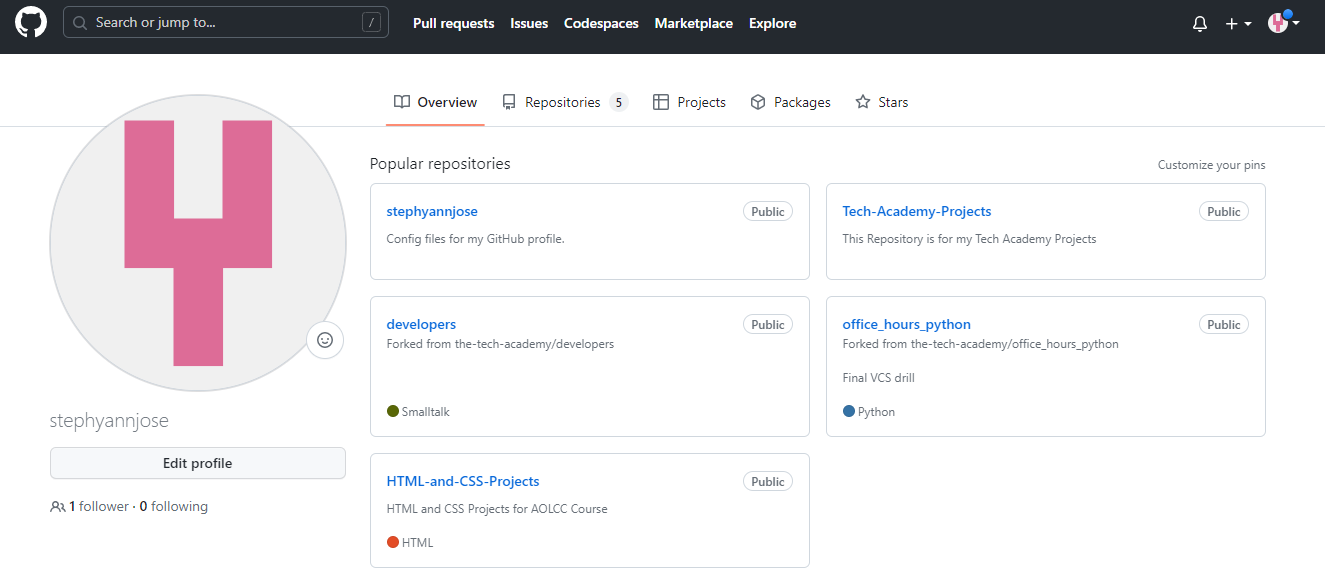 Search or jump to... /
Pull requests Issues Codespaces Marketplace Explore
Overview Repositories 5 Projects Packages Stars
Popular repositories
Customize your pins
stephyannjose Public
Config files for my GitHub profile.
Tech-Academy-Projects Public
This Repository is for my Tech Academy Projects
developers Public
Forked from the-tech-academy/developers
Smalltalk
office_hours_python Public
Forked from the-tech-academy/office_hours_python
Final VCS drill
Python
HTML-and-CSS-Projects Public
HTML and CSS Projects for AOLCC Course
HTML
stephyannjose
Edit profile
1 follower · 0 following